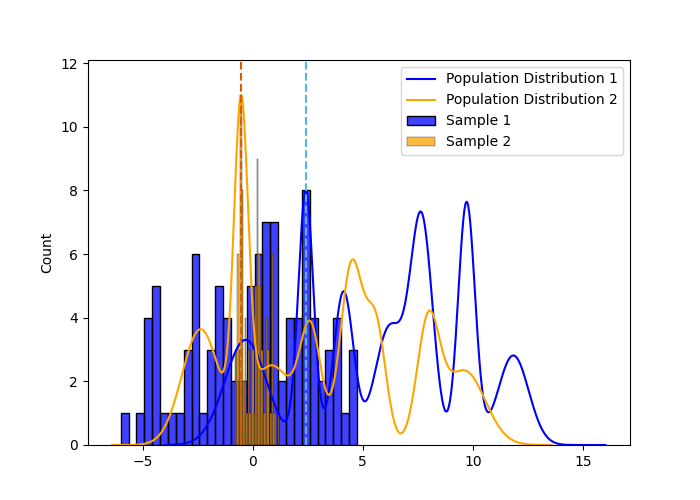 Population Distribution 1
Population Distribution 2
Sample 1
Sample 2
Count
12
10
8
6
4
2
0
−5 0 5 10 15